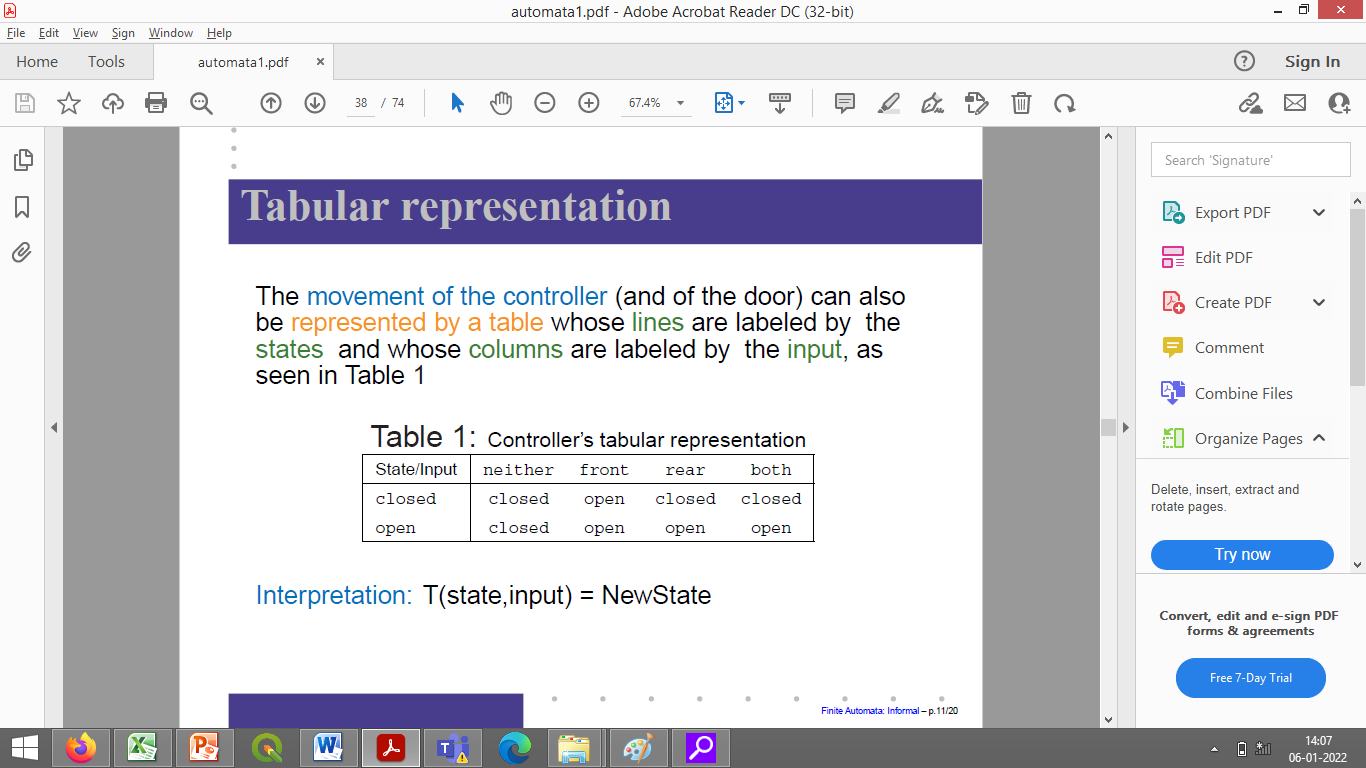 automata1.pdf - Adobe Acrobat Reader DC (32-bit)
File Edit View Sign Window Help
Home Tools automata1.pdf × Sign In
38 / 74 67.4%
Tabular representation
The movement of the controller (and of the door) can also
be represented by a table whose lines are labeled by the
states and whose columns are labeled by the input, as
seen in Table 1
Table 1: Controller's tabular representation
State/Input neither front rear both
closed closed open closed closed
open closed open open open
Interpretation: T(state,input) = NewState
Finite Automata: Informal – p.11/20
Search 'Signature'
Export PDF
Edit PDF
Create PDF
Comment
Combine Files
Organize Pages
Delete, insert, extract and
rotate pages.
Try now
Convert, edit and e-sign PDF
forms & agreements
Free 7-Day Trial
14:07
06-01-2022